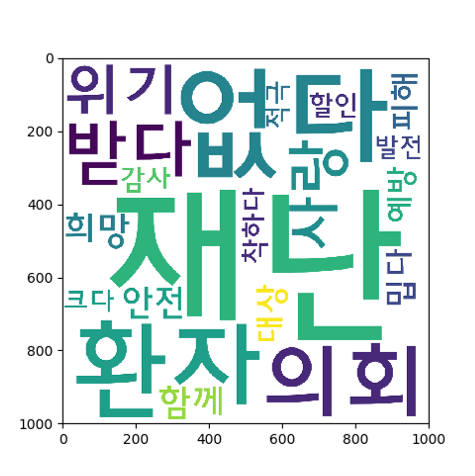 위기
없다
적극
할인
피해
받다
사랑
발전
감사
예방
재난
착하다
희망
밉다
크다
안전
대상
환자
의회
함께
0
200
400
600
800
1000
0
200
400
600
800
1000